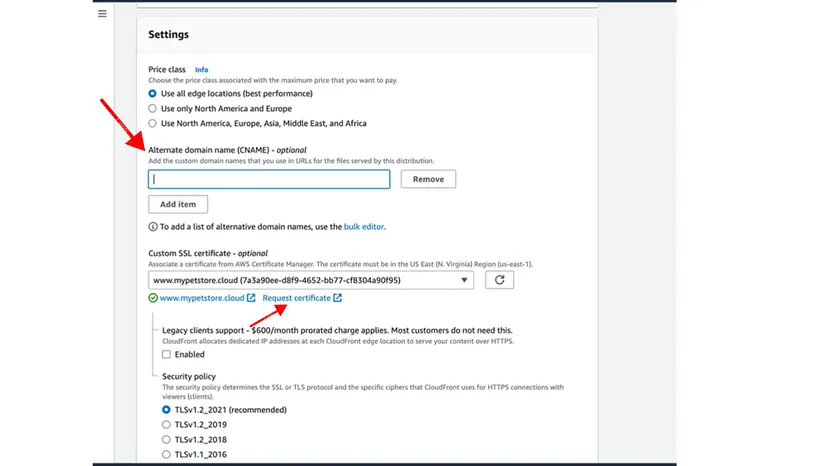 Settings
Price class Info
Choose the price class associated with the maximum price that you want to pay.
Use all edge locations (best performance)
Use only North America and Europe
Use North America, Europe, Asia, Middle East, and Africa
Alternate domain name (CNAME) - optional
Add the custom domain names that you use in URLs for the files served by this distribution.
Remove
Add item
To add a list of alternative domain names, use the bulk editor.
Custom SSL certificate - optional
Associate a certificate from AWS Certificate Manager. The certificate must be in the US East (N. Virginia) Region (us-east-1).
www.mypetstore.cloud (7a3a90ee-d8f9-4652-bb77-cf8304a90f95)
www.mypetstore.cloud Request certificate
Legacy clients support - $600/month prorated charge applies. Most customers do not need this.
CloudFront allocates dedicated IP addresses at each CloudFront edge location to serve your content over HTTPS.
Enabled
Security policy
The security policy determines the SSL or TLS protocol and the specific ciphers that CloudFront uses for HTTPS connections with
viewers (clients).
TLSv1.2_2021 (recommended)
TLSv1.2_2019
TLSv1.2_2018
TLSv1.1_2016